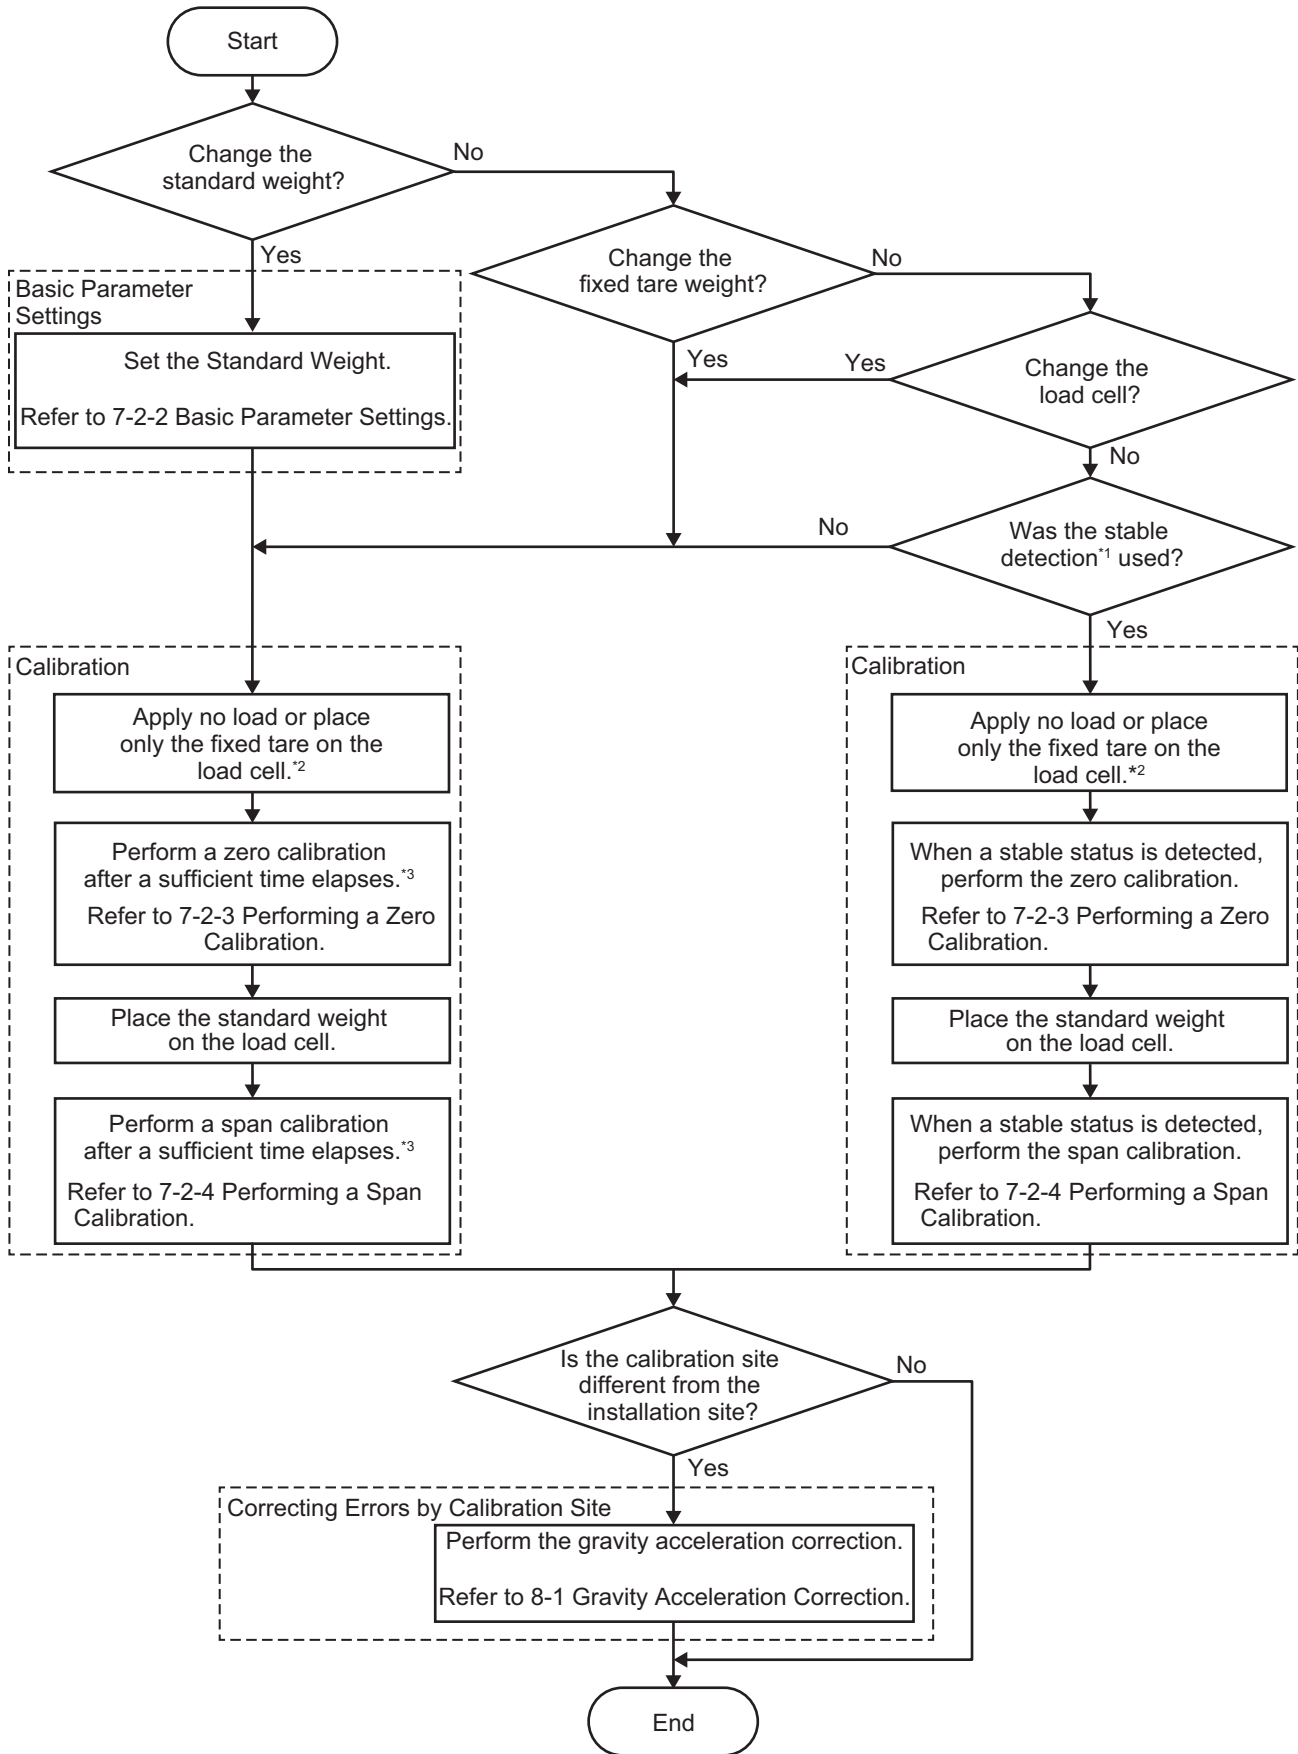 Start
Change the
standard weight?
No
Yes
Change the
fixed tare weight?
No
Yes
Change the
load cell?
Yes
No
Was the stable
detection*1 used?
No
Yes
Basic Parameter
Settings
Set the Standard Weight.
Refer to 7-2-2 Basic Parameter Settings.
Calibration
Apply no load or place
only the fixed tare on the
load cell.*2
Perform a zero calibration
after a sufficient time elapses.*3
Refer to 7-2-3 Performing a Zero
Calibration.
Place the standard weight
on the load cell.
Perform a span calibration
after a sufficient time elapses.*3
Refer to 7-2-4 Performing a Span
Calibration.
Calibration
Apply no load or place
only the fixed tare on the
load cell.*2
When a stable status is detected,
perform the zero calibration.
Refer to 7-2-3 Performing a Zero
Calibration.
Place the standard weight
on the load cell.
When a stable status is detected,
perform the span calibration.
Refer to 7-2-4 Performing a Span
Calibration.
Is the calibration site
different from the
installation site?
No
Yes
Correcting Errors by Calibration Site
Perform the gravity acceleration correction.
Refer to 8-1 Gravity Acceleration Correction.
End